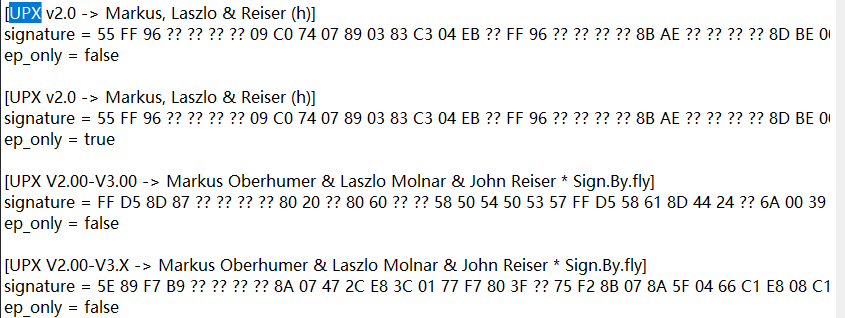 [UPX v2.0 -> Markus, Laszlo & Reiser (h)]
signature = 55 FF 96 ?? ?? ?? ?? 09 C0 74 07 89 03 83 C3 04 EB ?? FF 96 ?? ?? ?? ?? 8B AE ?? ?? ?? ?? 8D BE
ep_only = false
[UPX v2.0 -> Markus, Laszlo & Reiser (h)]
signature = 55 FF 96 ?? ?? ?? ?? 09 C0 74 07 89 03 83 C3 04 EB ?? FF 96 ?? ?? ?? ?? 8B AE ?? ?? ?? ?? 8D BE
ep_only = true
[UPX V2.00-V3.00 -> Markus Oberhumer & Laszlo Molnar & John Reiser * Sign.By.fly]
signature = FF D5 8D 87 ?? ?? ?? ?? 80 20 ?? 80 60 ?? ?? 58 50 54 50 53 57 FF D5 58 61 8D 44 24 ?? 6A 00 39
ep_only = false
[UPX V2.00-V3.X -> Markus Oberhumer & Laszlo Molnar & John Reiser * Sign.By.fly]
signature = 5E 89 F7 B9 ?? ?? ?? ?? 8A 07 47 2C E8 3C 01 77 F7 80 3F ?? 75 F2 8B 07 8A 5F 04 66 C1 E8 08 C1
ep_only = false